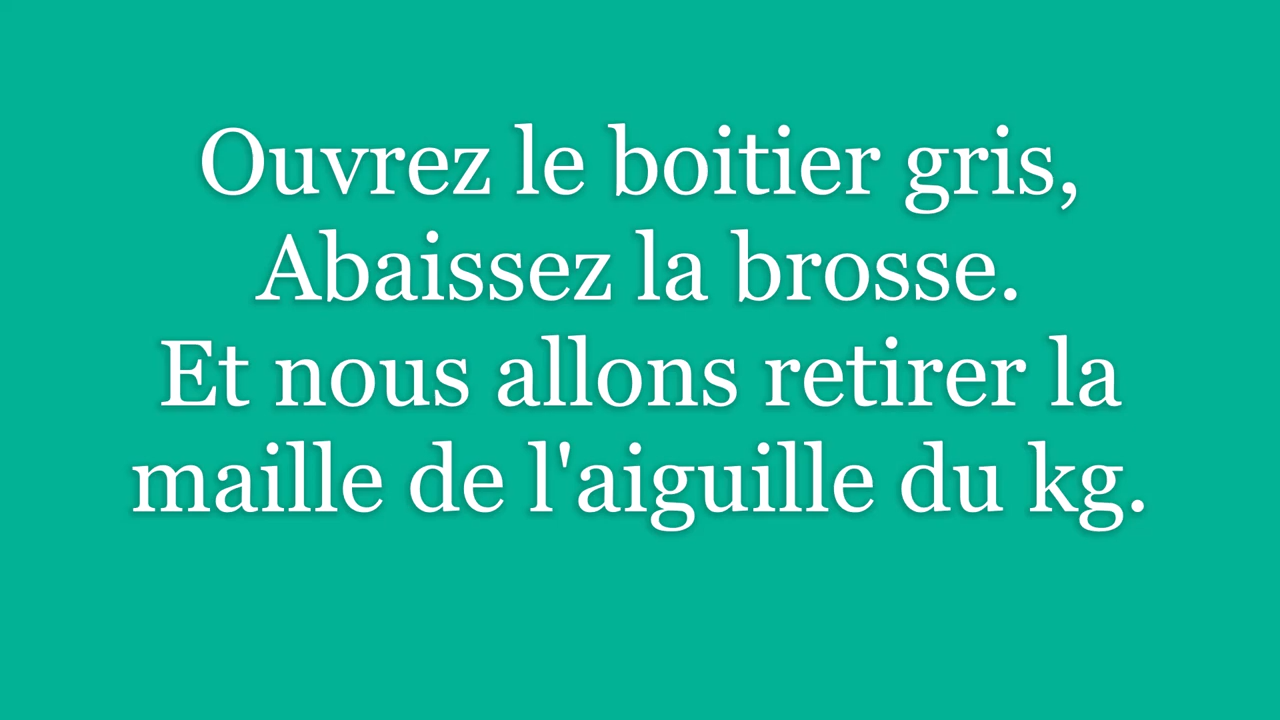 Ouvrez le boitier gris,
Abaissez la brosse.
Et nous allons retirer la
maille de l'aiguille du kg.